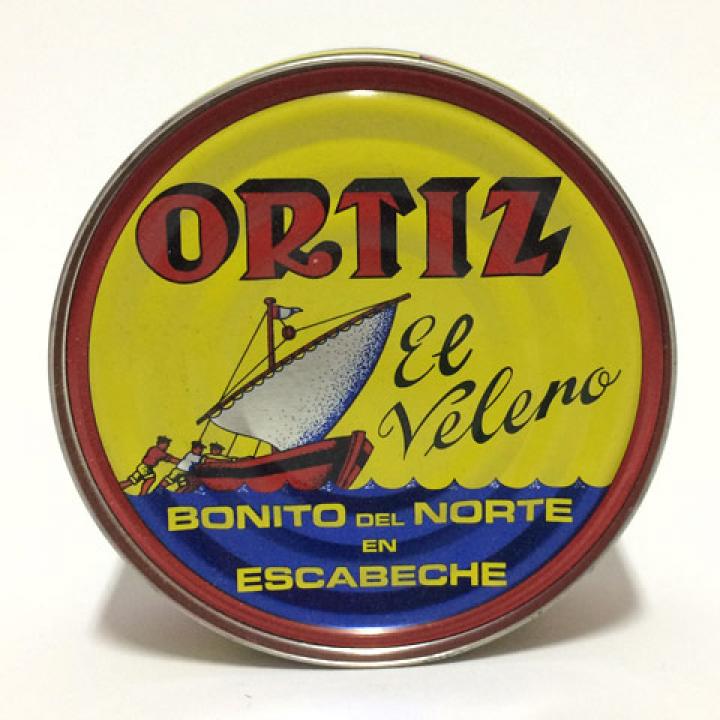 ORTIZ
El
Velero
BONITO DEL NORTE
EN
ESCABECHE